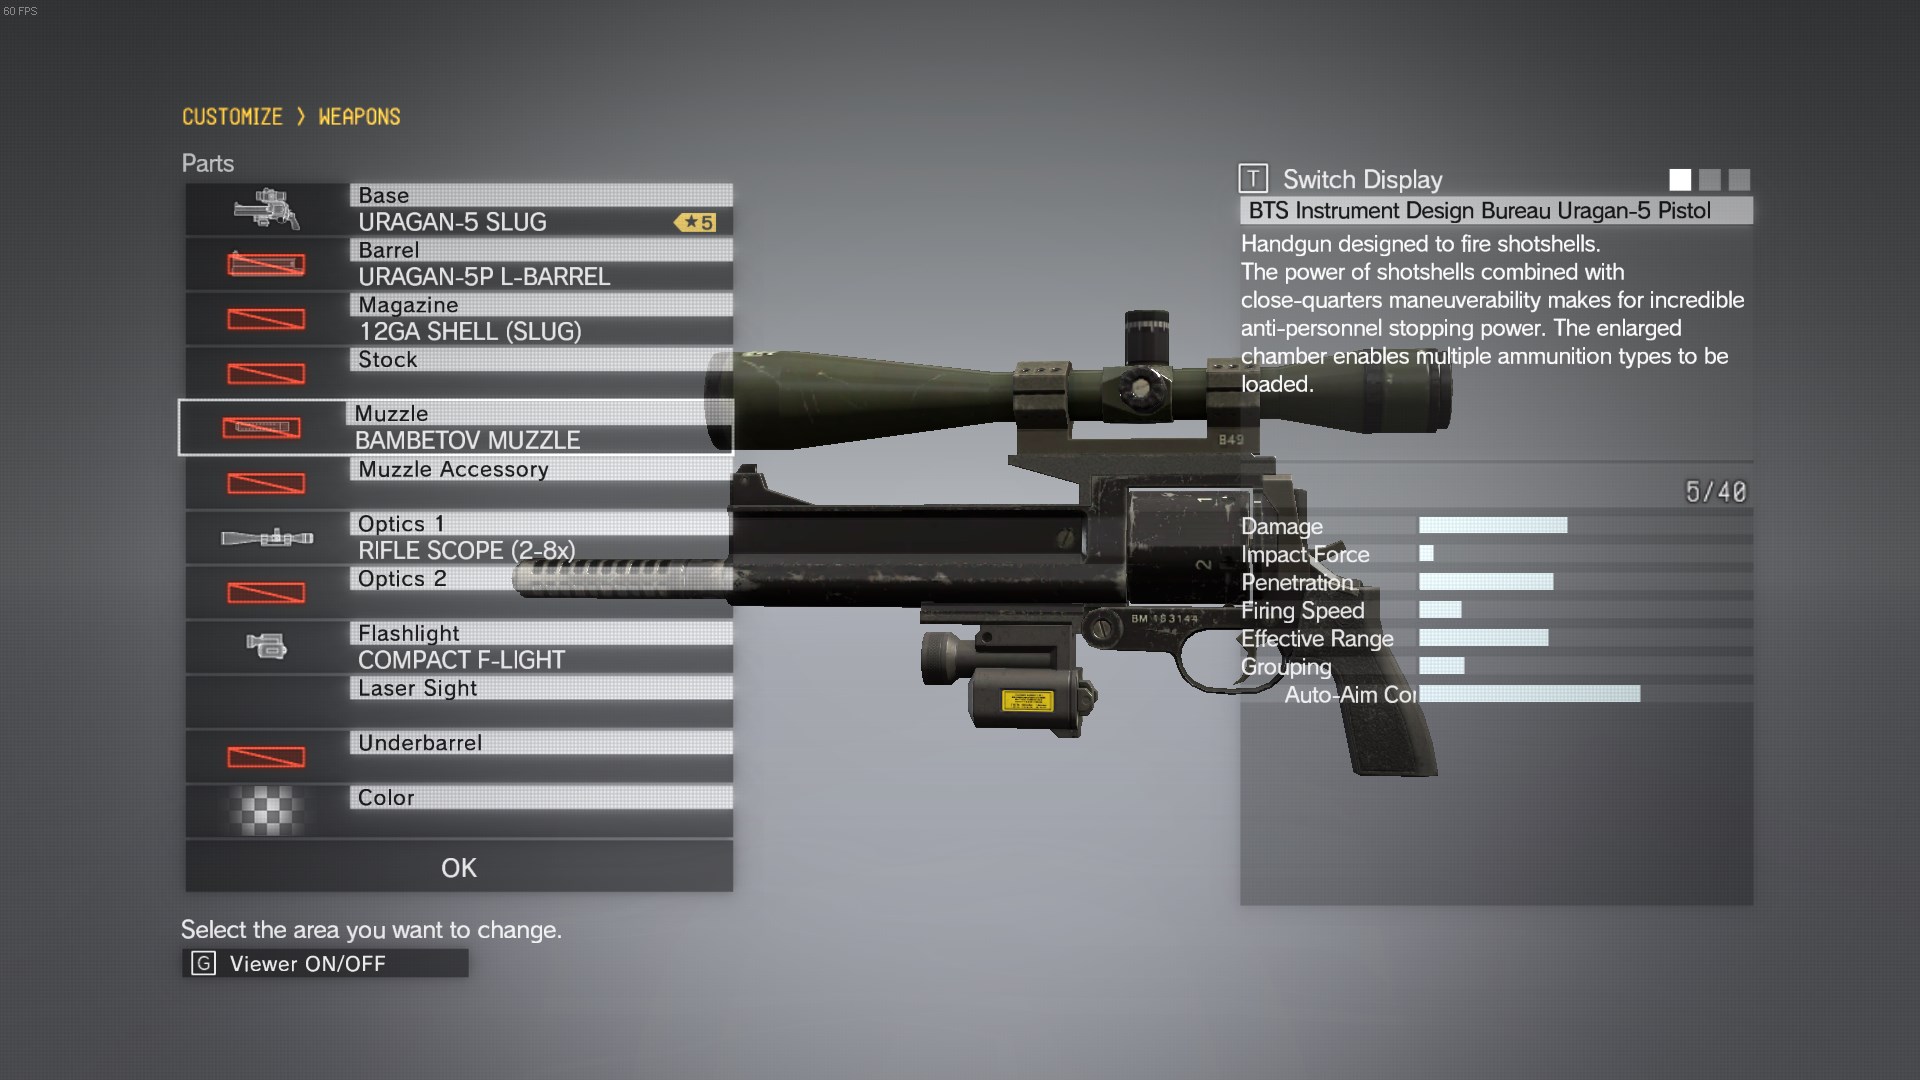 60 FPS
CUSTOMIZE > WEAPONS
Parts
Base
URAGAN-5 SLUG
★5
Barrel
URAGAN-5P L-BARREL
Magazine
12GA SHELL (SLUG)
Stock
Muzzle
BAMBETOV MUZZLE
Muzzle Accessory
Optics 1
RIFLE SCOPE (2-8x)
Optics 2
Flashlight
COMPACT F-LIGHT
Laser Sight
Underbarrel
Color
OK
Select the area you want to change.
G Viewer ON/OFF
T Switch Display
BTS Instrument Design Bureau Uragan-5 Pistol
Handgun designed to fire shotshells.
The power of shotshells combined with
close-quarters maneuverability makes for incredible
anti-personnel stopping power. The enlarged
chamber enables multiple ammunition types to be
loaded.
5/40
Damage
Impact Force
Penetration
Firing Speed
Effective Range
Grouping
Auto-Aim Cor
B49
1
2
BM 163144